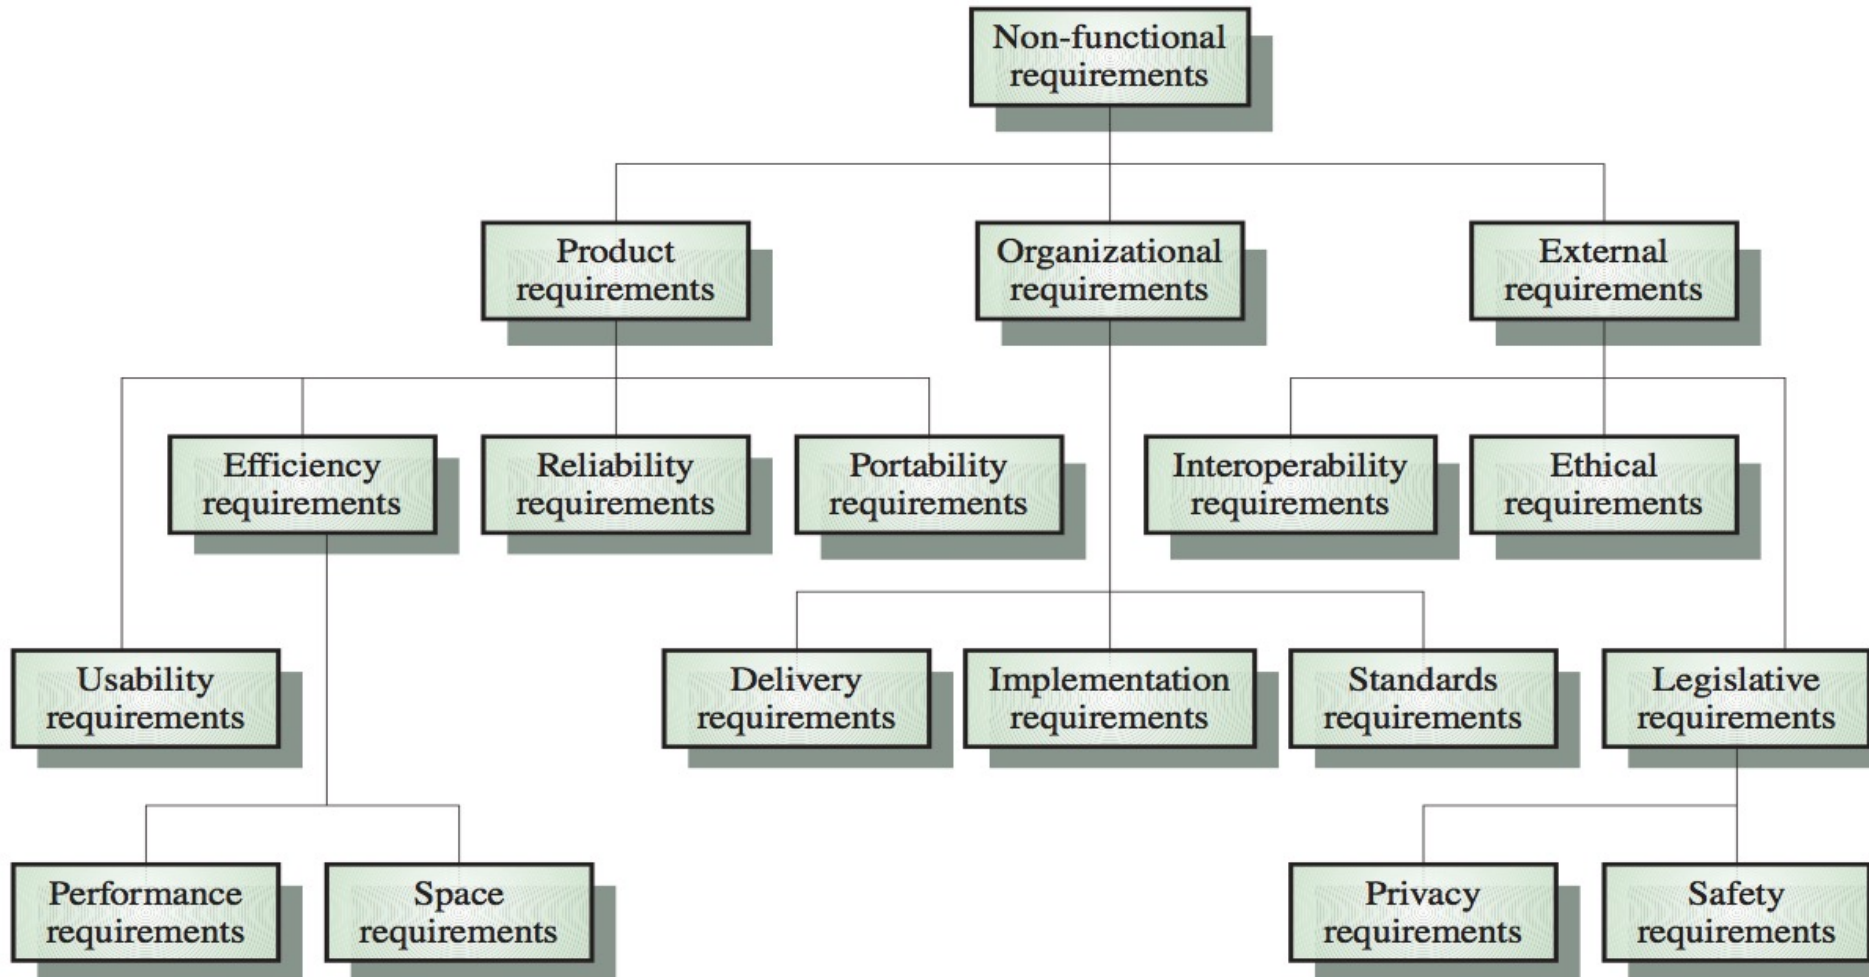 Non-functional
requirements
Product
requirements
Organizational
requirements
External
requirements
Efficiency
requirements
Reliability
requirements
Portability
requirements
Interoperability
requirements
Ethical
requirements
Usability
requirements
Delivery
requirements
Implementation
requirements
Standards
requirements
Legislative
requirements
Performance
requirements
Space
requirements
Privacy
requirements
Safety
requirements